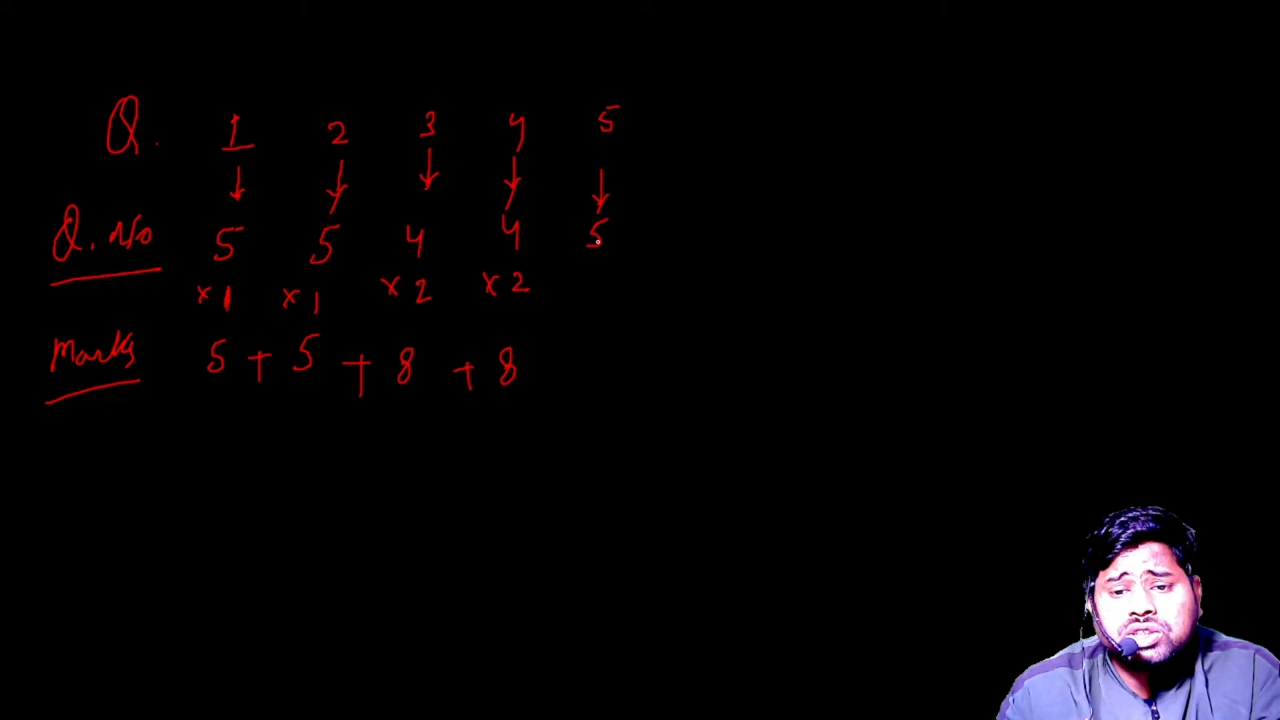 Q. 1 2 3 4 5
Q. No 5 5 4 4 5
×1 ×1 ×2 ×2
Marks 5 + 5 + 8 + 8